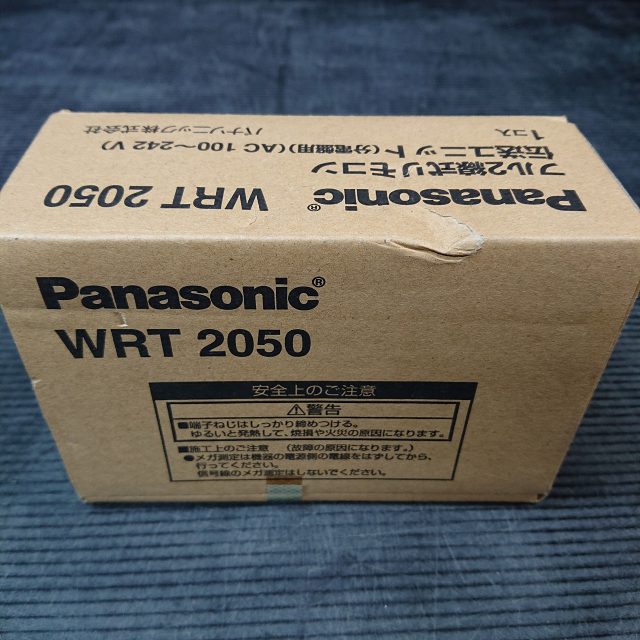 Panasonic®
WRT 2050
フル2線式リモコン
伝送ユニット(分電盤用)(AC 100～242 V)
パナソニック株式会社
1コ入
Panasonic®
WRT 2050
安全上のご注意
⚠警告
■端子ねじはしっかり締めつける。
ゆるいと発熱して、焼損や火災の原因になります。
■施工上のご注意 (故障の原因になります。)
●メガ測定は機器の電源側の電線をはずしてから、
行ってください。
信号線のメガ測定はしないでください。